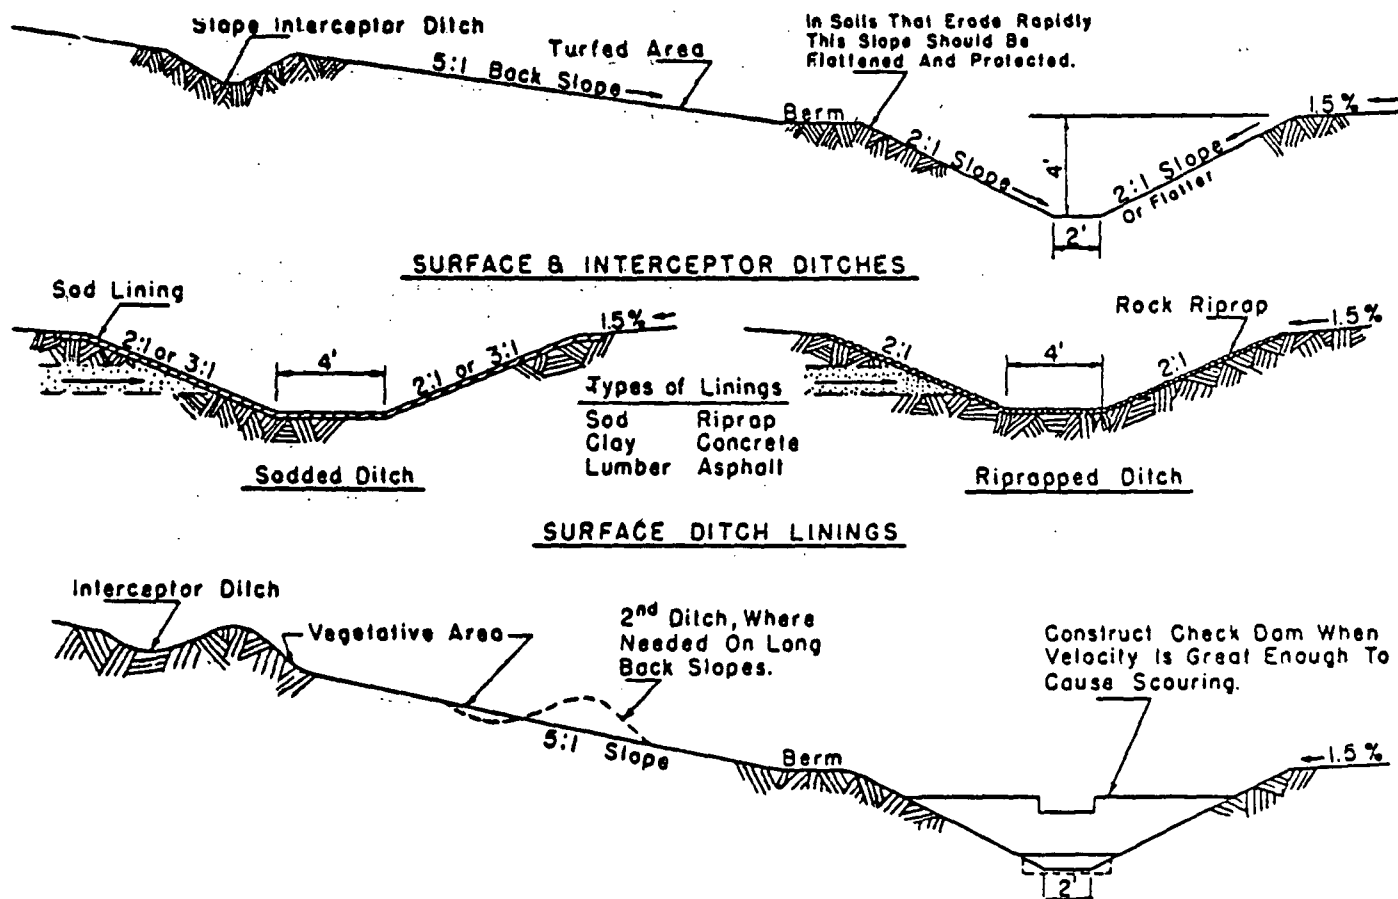 Slope Interceptor Ditch
5:1 Back Slope
Turfed Area
In Soils That Erode Rapidly
This Slope Should Be
Flattened And Protected.
Berm
2:1 Slope
4'
2'
2:1 Slope
Or Flatter
1.5%
SURFACE & INTERCEPTOR DITCHES
Sod Lining
2:1 or 3:1
4'
2:1 or 3:1
1.5%
Sodded Ditch
Types of Linings
Sod Riprap
Clay Concrete
Lumber Asphalt
Rock Riprap
2:1
4'
2:1
1.5%
Riprapped Ditch
SURFACE DITCH LININGS
Interceptor Ditch
Vegetative Area
2nd Ditch, Where
Needed On Long
Back Slopes.
5:1 Slope
Berm
Construct Check Dam When
Velocity Is Great Enough To
Cause Scouring.
1.5%
2'